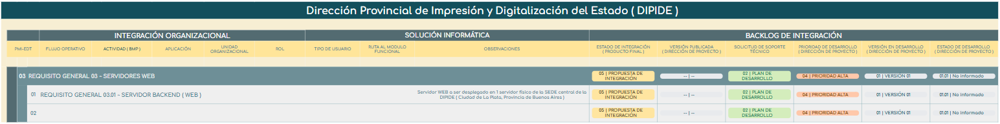 Dirección Provincial de Impresión y Digitalización del Estado ( DIPIDE )
INTEGRACIÓN ORGANIZACIONAL
SOLUCIÓN INFORMÁTICA
BACKLOG DE INTEGRACIÓN
PMI-EDT
FLUJO OPERATIVO
ACTIVIDAD ( BMP )
APLICACIÓN
UNIDAD
ORGANIZACIONAL
ROL
TIPO DE USUARIO
RUTA AL MODULO
FUNCIONAL
OBSERVACIONES
ESTADO DE INTEGRACIÓN
( PRODUCTO FINAL )
VERSIÓN PUBLICADA
( DIRECCIÓN DE PROYECTO )
SOLICITUD DE SOPORTE
TÉCNICO
PRIORIDAD DE DESARROLLO
( DIRECCIÓN DE PROYECTO )
VERSIÓN EN DESARROLLO
( DIRECCIÓN DE PROYECTO )
ESTADO DE DESARROLLO
( DIRECCIÓN DE PROYECTO )
03 REQUISITO GENERAL 03 - SERVIDORES WEB
05 | PROPUESTA DE
INTEGRACIÓN
-- | --
02 | PLAN DE
DESARROLLO
04 | PRIORIDAD ALTA
01 | VERSIÓN 01
01.01 | No informado
01 REQUISITO GENERAL 03.01 - SERVIDOR BACKEND ( WEB )
Servidor WEB a ser desplegado en 1 servidor físico de la SEDE central de la
DIPIDE ( Ciudad de La Plata, Provincia de Buenos Aires )
05 | PROPUESTA DE
INTEGRACIÓN
-- | --
02 | PLAN DE
DESARROLLO
04 | PRIORIDAD ALTA
01 | VERSIÓN 01
01.01 | No informado
02
05 | PROPUESTA DE
INTEGRACIÓN
-- | --
02 | PLAN DE
DESARROLLO
04 | PRIORIDAD ALTA
01 | VERSIÓN 01
01.01 | No informado